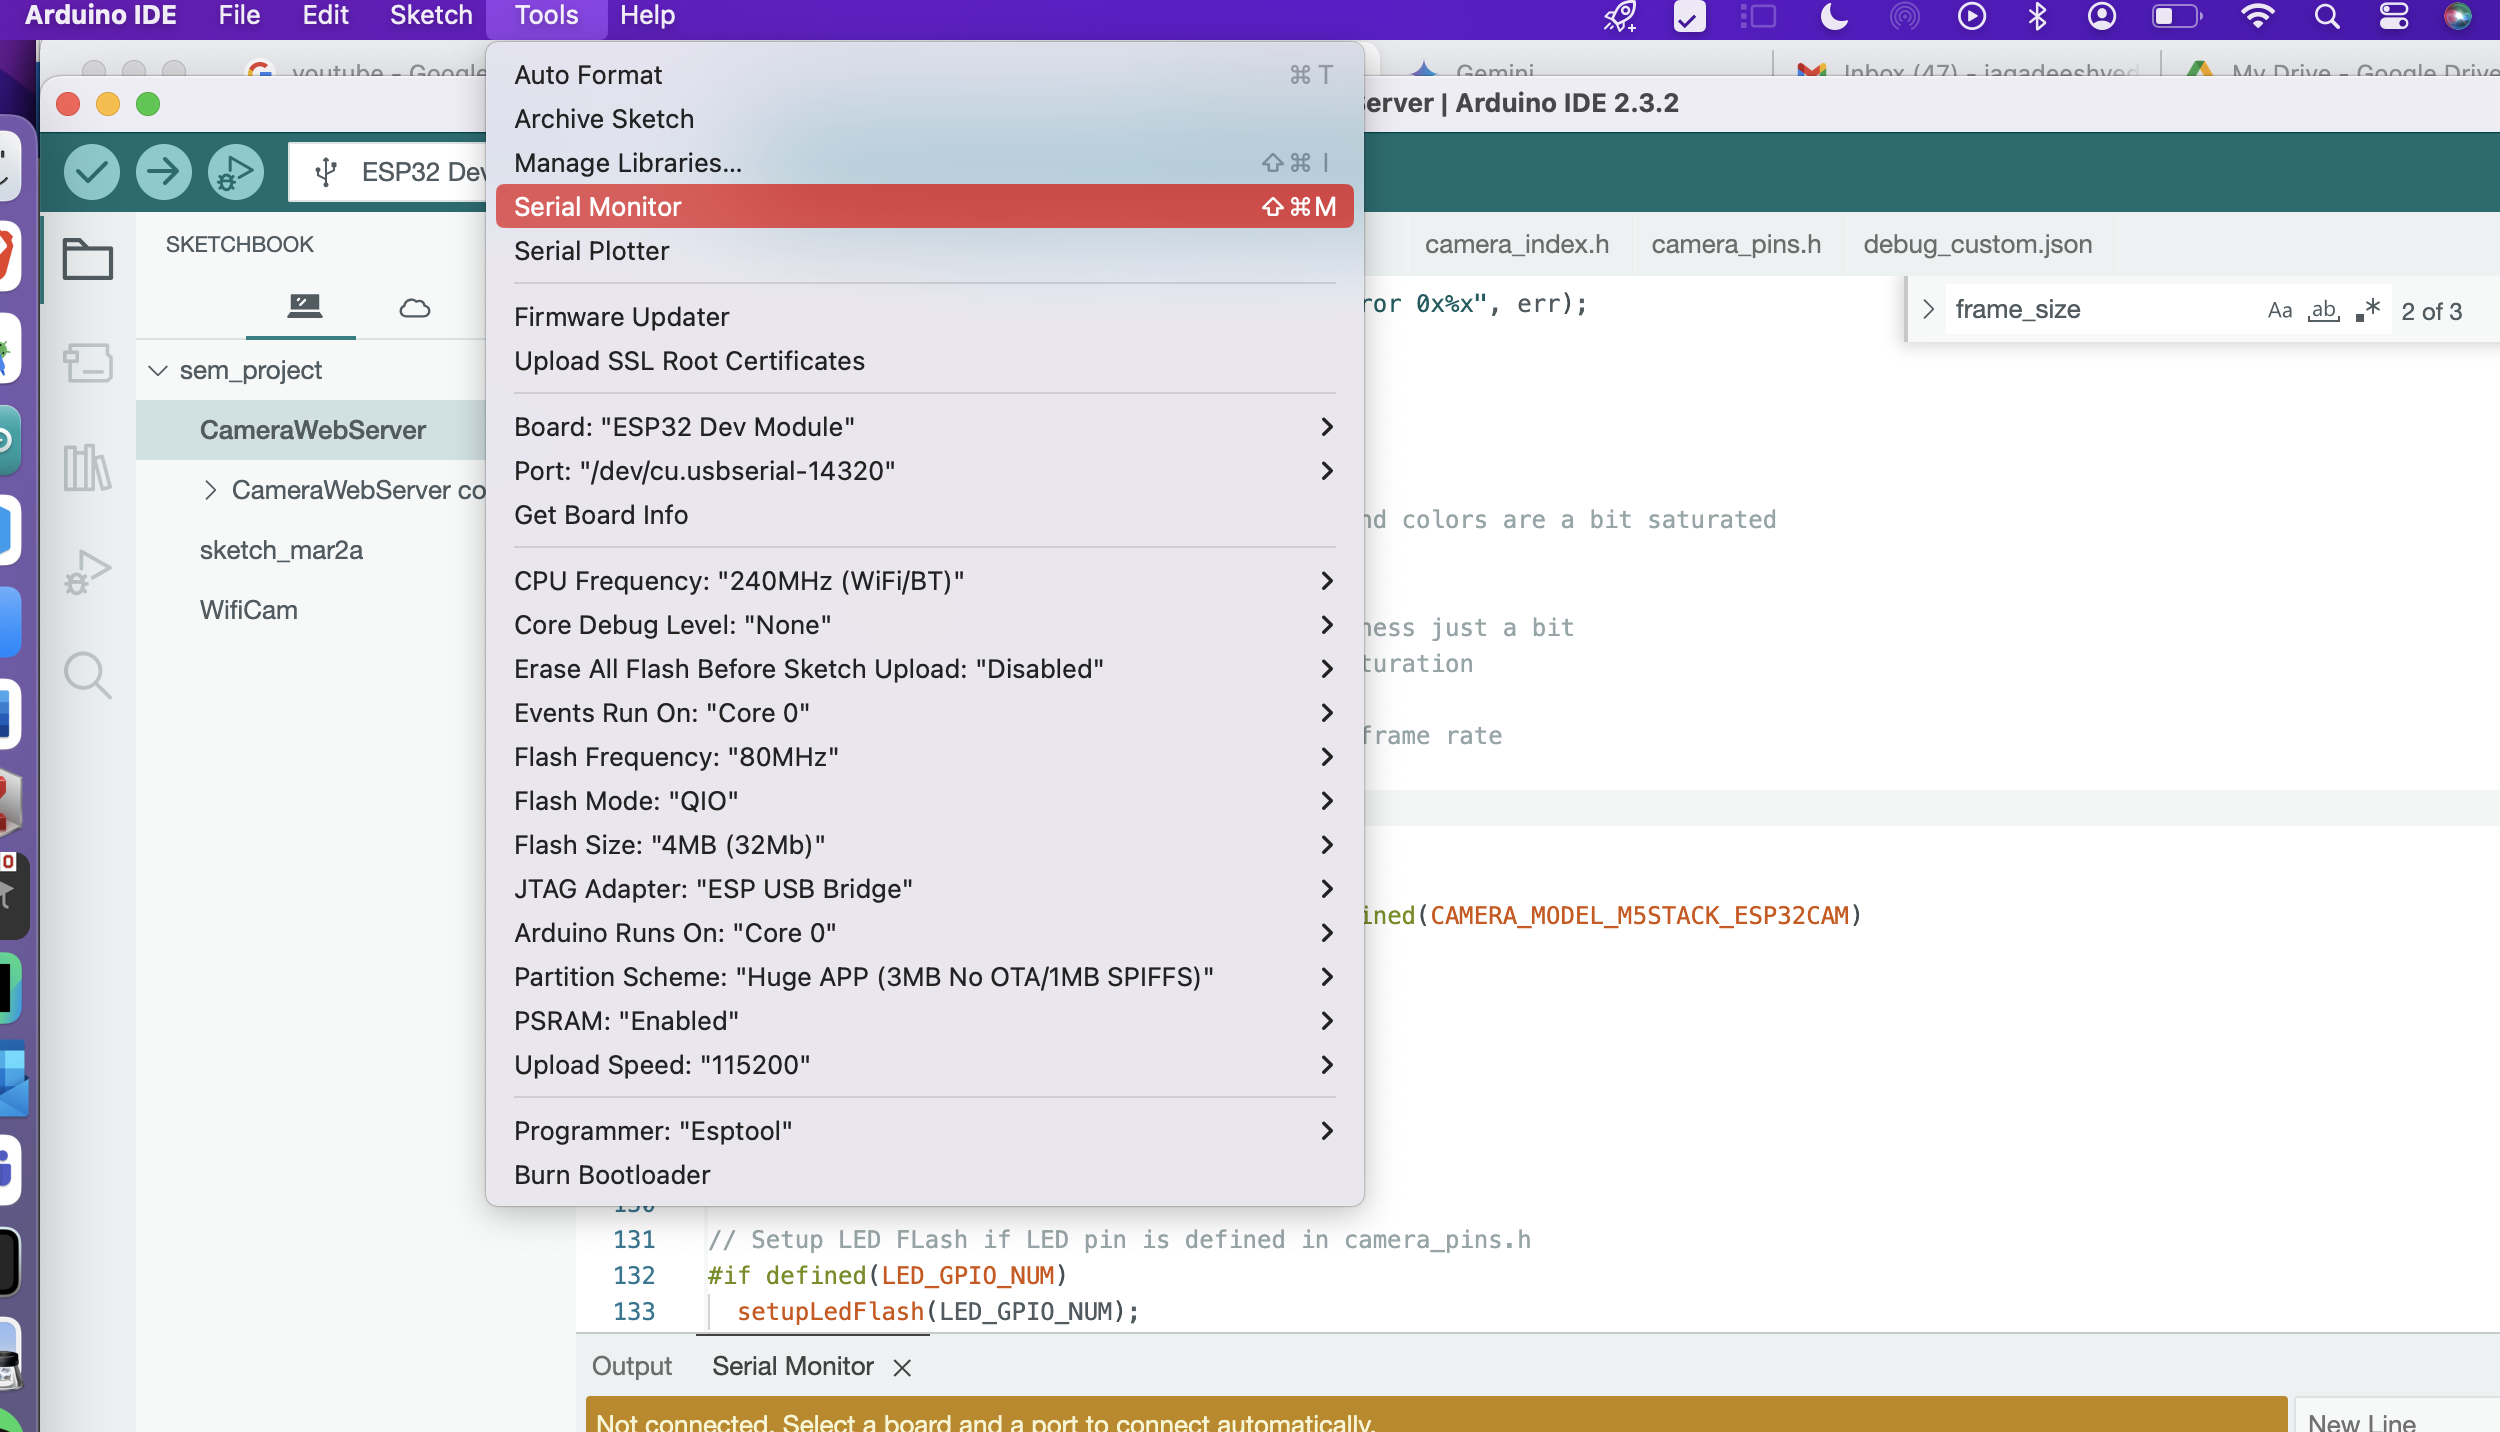 Arduino IDE File Edit Sketch Tools Help
youtube - Google
Gemini
Inbox (47) - jagadeeshved
My Drive - Google Drive
erver | Arduino IDE 2.3.2
ESP32 Dev
Auto Format ⌘ T
Archive Sketch
Manage Libraries... ⇧ ⌘ I
Serial Monitor ⇧ ⌘ M
Serial Plotter
Firmware Updater
Upload SSL Root Certificates
Board: "ESP32 Dev Module"
Port: "/dev/cu.usbserial-14320"
Get Board Info
CPU Frequency: "240MHz (WiFi/BT)"
Core Debug Level: "None"
Erase All Flash Before Sketch Upload: "Disabled"
Events Run On: "Core 0"
Flash Frequency: "80MHz"
Flash Mode: "QIO"
Flash Size: "4MB (32Mb)"
JTAG Adapter: "ESP USB Bridge"
Arduino Runs On: "Core 0"
Partition Scheme: "Huge APP (3MB No OTA/1MB SPIFFS)"
PSRAM: "Enabled"
Upload Speed: "115200"
Programmer: "Esptool"
Burn Bootloader
SKETCHBOOK
sem_project
CameraWebServer
CameraWebServer co
sketch_mar2a
WifiCam
camera_index.h camera_pins.h debug_custom.json
frame_size Aa ab .* 2 of 3
ror 0x%x", err);
nd colors are a bit saturated
ness just a bit
turation
frame rate
ined(CAMERA_MODEL_M5STACK_ESP32CAM)
130
131 // Setup LED FLash if LED pin is defined in camera_pins.h
132 #if defined(LED_GPIO_NUM)
133 setupLedFlash(LED_GPIO_NUM);
Output Serial Monitor
Not connected. Select a board and a port to connect automatically.
New Line